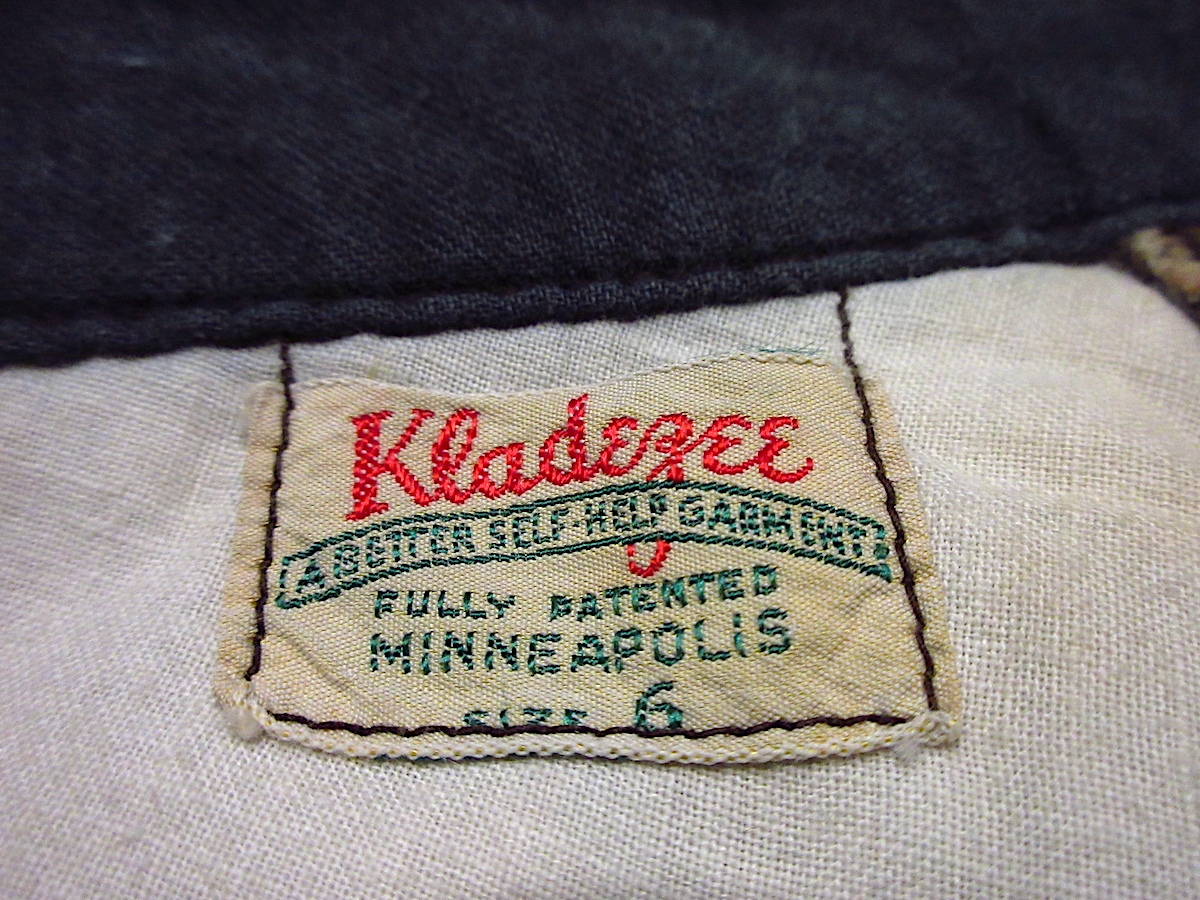 Kladezee
A BETTER SELF-HELP GARMENT
FULLY PATENTED
MINNEAPOLIS
SIZE 6